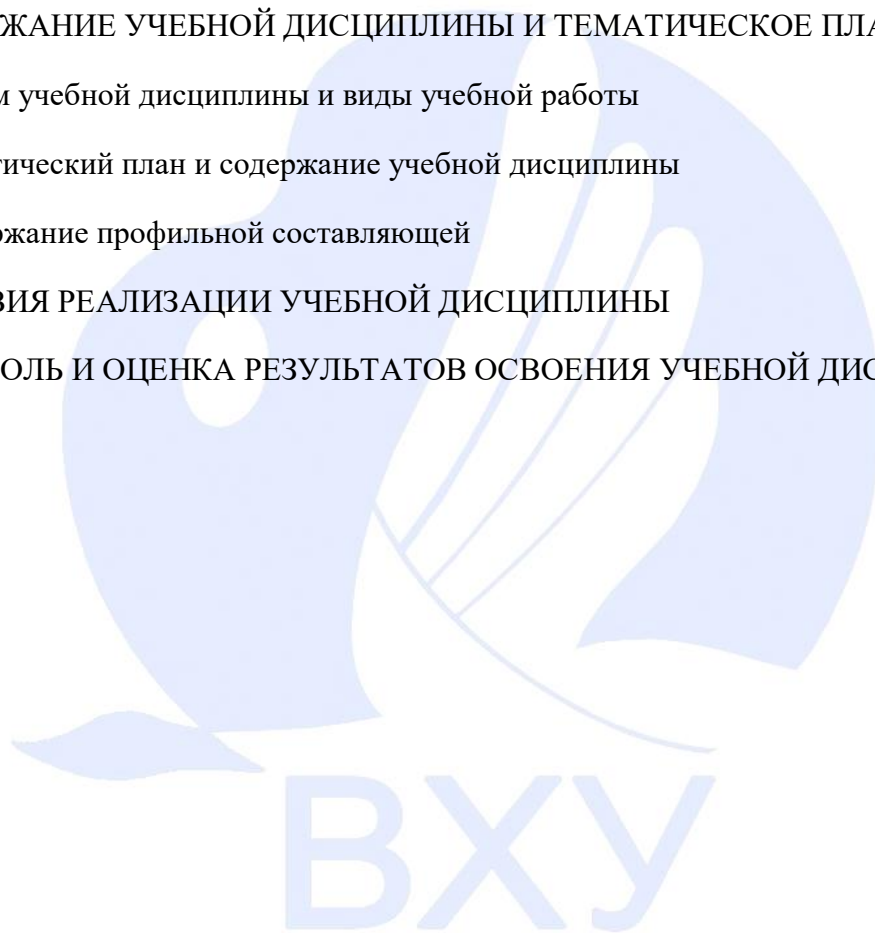 ЖАНИЕ УЧЕБНОЙ ДИСЦИПЛИНЫ И ТЕМАТИЧЕСКОЕ ПЛА
м учебной дисциплины и виды учебной работы
тический план и содержание учебной дисциплины
ржание профильной составляющей
ВИЯ РЕАЛИЗАЦИИ УЧЕБНОЙ ДИСЦИПЛИНЫ
ОЛЬ И ОЦЕНКА РЕЗУЛЬТАТОВ ОСВОЕНИЯ УЧЕБНОЙ ДИС
ВХУ